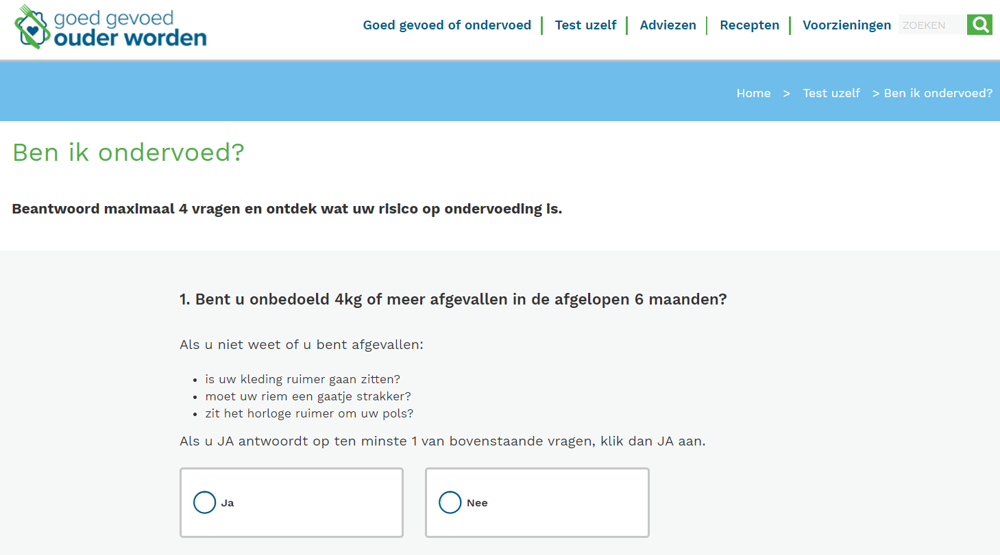 goed gevoed
ouder worden
Goed gevoed of ondervoed
Test uzelf
Adviezen
Recepten
Voorzieningen
ZOEKEN
Home > Test uzelf > Ben ik ondervoed?
Ben ik ondervoed?
Beantwoord maximaal 4 vragen en ontdek wat uw risico op ondervoeding is.
1. Bent u onbedoeld 4kg of meer afgevallen in de afgelopen 6 maanden?
Als u niet weet of u bent afgevallen:
• is uw kleding ruimer gaan zitten?
• moet uw riem een gaatje strakker?
• zit het horloge ruimer om uw pols?
Als u JA antwoordt op ten minste 1 van bovenstaande vragen, klik dan JA aan.
Ja
Nee